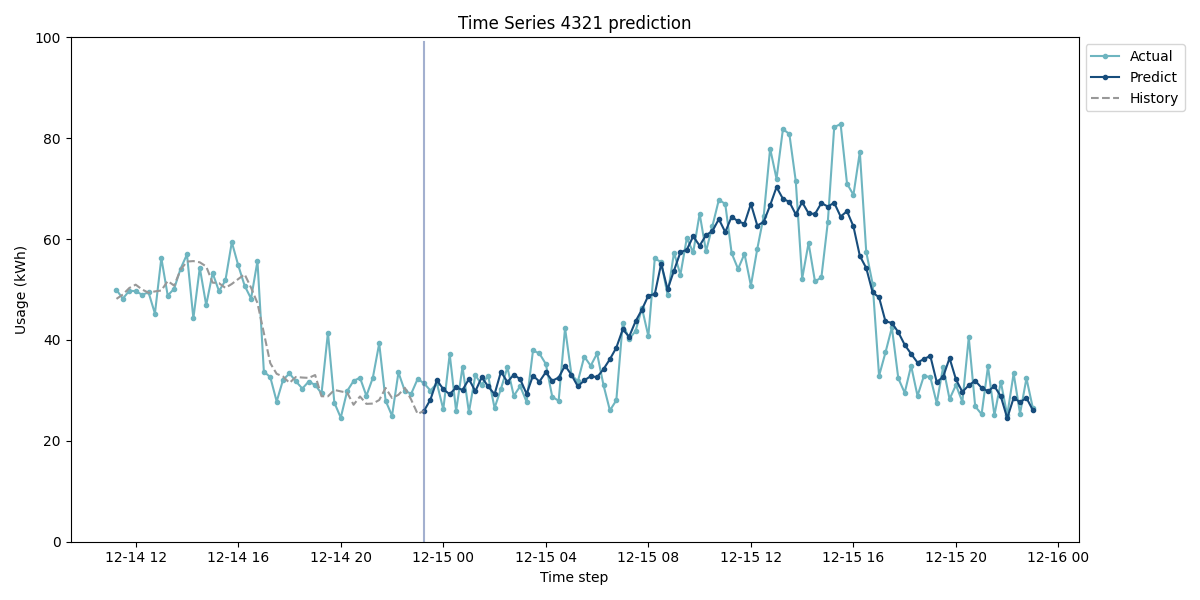 Time Series 4321 prediction
Usage (kWh)
100
80
60
40
20
0
12-14 12
12-14 16
12-14 20
12-15 00
12-15 04
12-15 08
12-15 12
12-15 16
12-15 20
12-16 00
Time step
Actual
Predict
History